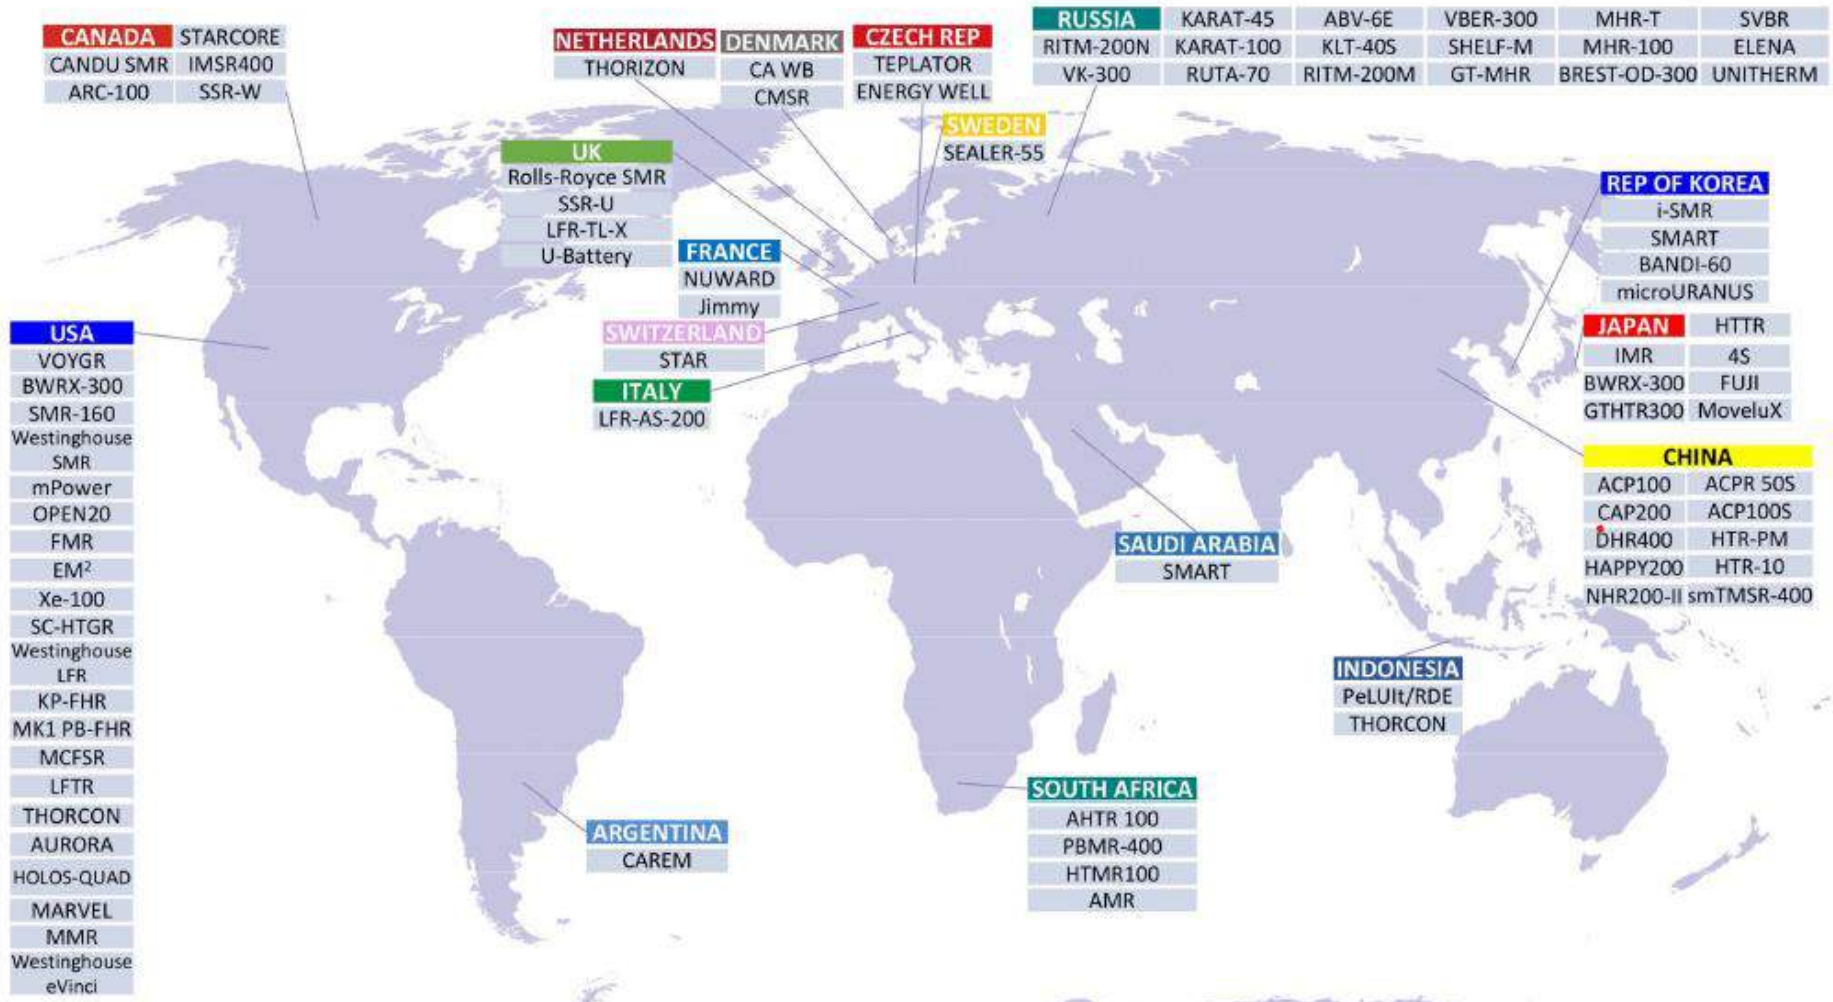 CANADA
STARCORE
CANDU SMR
IMSR400
ARC-100
SSR-W
NETHERLANDS
THORIZON
DENMARK
CA WB
CMSR
CZECH REP
TEPLATOR
ENERGY WELL
SWEDEN
SEALER-55
RUSSIA
KARAT-45
ABV-6E
VBER-300
MHR-T
SVBR
RITM-200N
KARAT-100
KLT-40S
SHELF-M
MHR-100
ELENA
VK-300
RUTA-70
RITM-200M
GT-MHR
BREST-OD-300
UNITHERM
UK
Rolls-Royce SMR
SSR-U
LFR-TL-X
U-Battery
FRANCE
NUWARD
Jimmy
SWITZERLAND
STAR
ITALY
LFR-AS-200
REP OF KOREA
i-SMR
SMART
BANDI-60
microURANUS
JAPAN
HTTR
IMR
4S
BWRX-300
FUJI
GTHTR300
MoveluX
CHINA
ACP100
ACPR 50S
CAP200
ACP100S
DHR400
HTR-PM
HAPPY200
HTR-10
NHR200-II
smTMSR-400
USA
VOYGR
BWRX-300
SMR-160
Westinghouse
SMR
mPower
OPEN20
FMR
EM²
Xe-100
SC-HTGR
Westinghouse
LFR
KP-FHR
MK1 PB-FHR
MCFSR
LFTR
THORCON
AURORA
HOLOS-QUAD
MARVEL
MMR
Westinghouse
eVinci
SAUDI ARABIA
SMART
INDONESIA
PeLUIt/RDE
THORCON
SOUTH AFRICA
AHTR 100
PBMR-400
HTMR100
AMR
ARGENTINA
CAREM